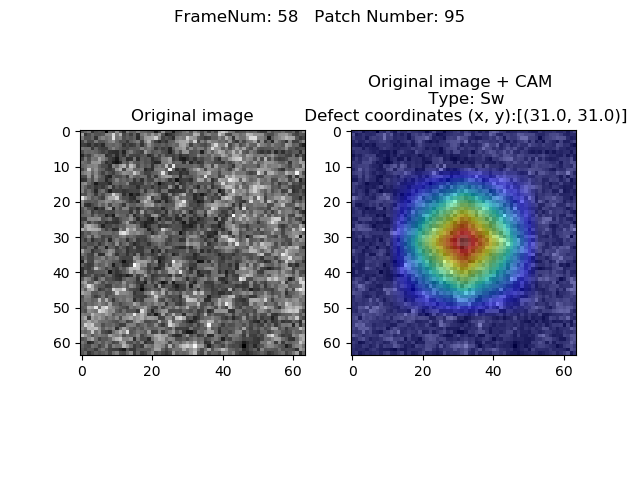 FrameNum: 58   Patch Number: 95
Original image
Original image + CAM
Type: Sw
Defect coordinates (x, y):[(31.0, 31.0)]
0
10
20
30
40
50
60
0 20 40 60
0
10
20
30
40
50
60
0 20 40 60